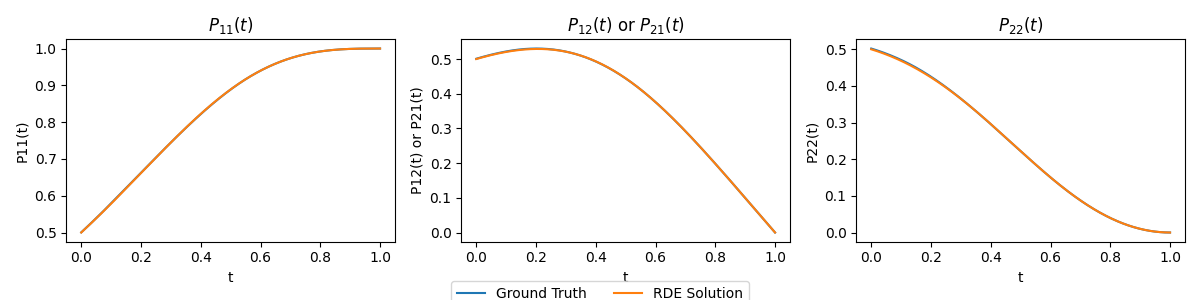 P₁₁(t)
P11(t)
1.0
0.9
0.8
0.7
0.6
0.5
0.0 0.2 0.4 0.6 0.8 1.0
t
P₁₂(t) or P₂₁(t)
P12(t) or P21(t)
0.5
0.4
0.3
0.2
0.1
0.0
0.0 0.2 0.4 0.6 0.8 1.0
t
P₂₂(t)
P22(t)
0.5
0.4
0.3
0.2
0.1
0.0
0.0 0.2 0.4 0.6 0.8 1.0
t
Ground Truth RDE Solution